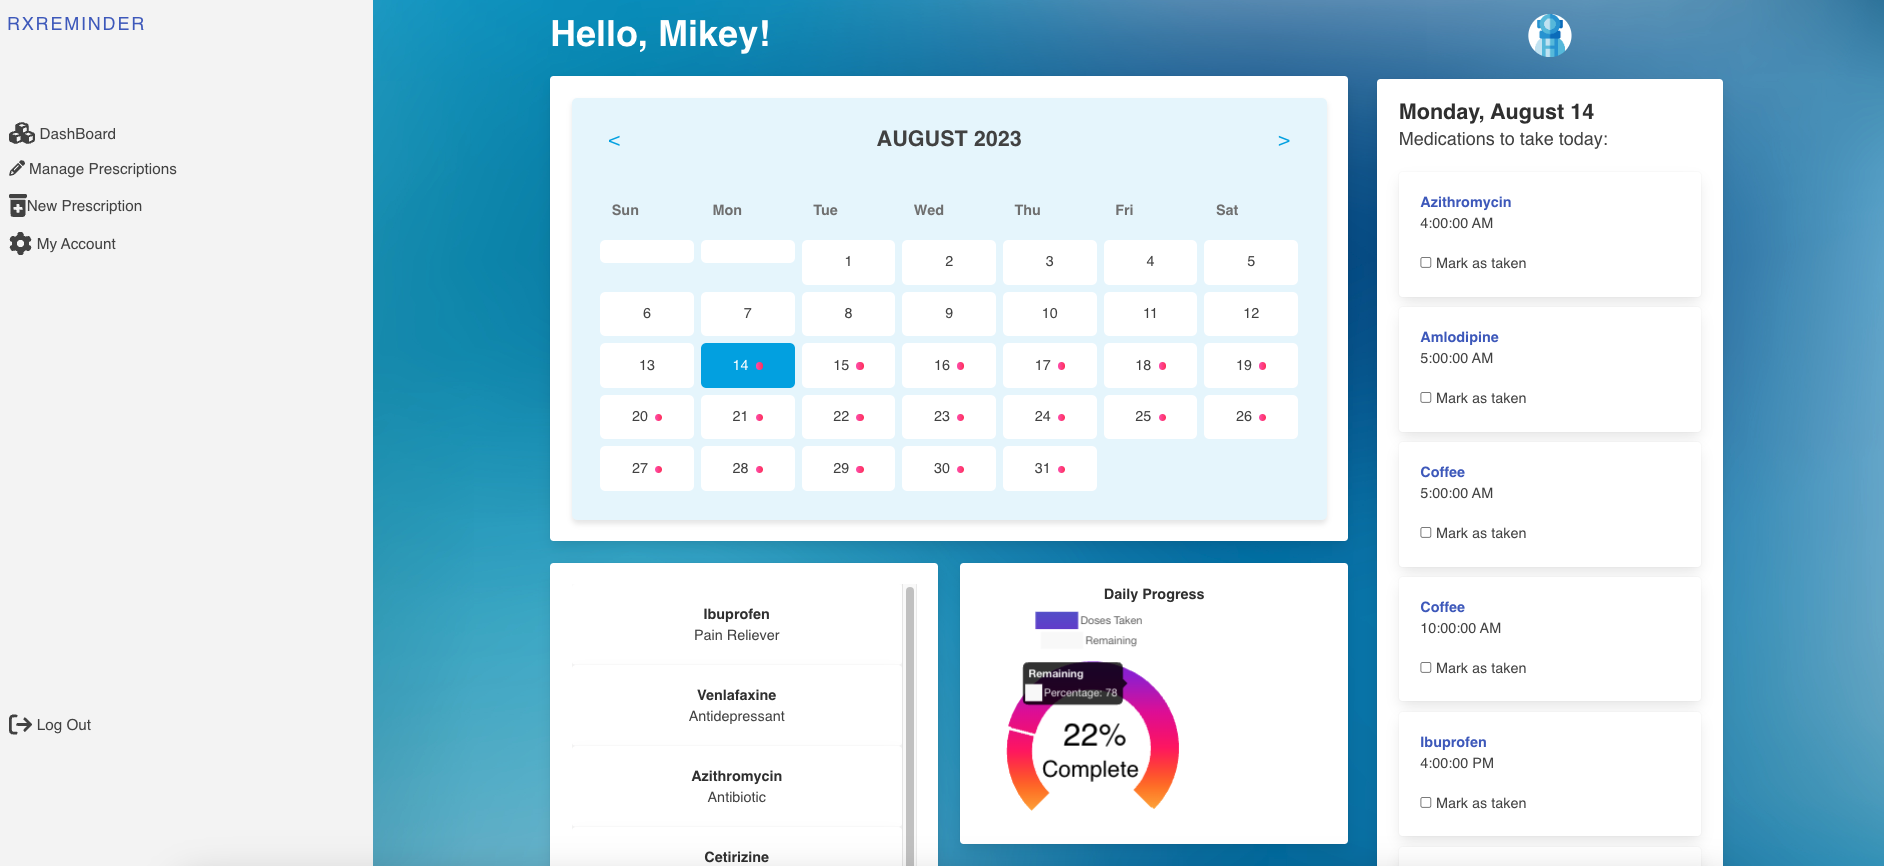 RXREMINDER
DashBoard
Manage Prescriptions
New Prescription
My Account
Log Out
Hello, Mikey!
< AUGUST 2023 >
Sun Mon Tue Wed Thu Fri Sat
1 2 3 4 5
6 7 8 9 10 11 12
13 14 15 16 17 18 19
20 21 22 23 24 25 26
27 28 29 30 31
Ibuprofen
Pain Reliever
Venlafaxine
Antidepressant
Azithromycin
Antibiotic
Cetirizine
Daily Progress
Doses Taken
Remaining
Remaining
Percentage: 78
22%
Complete
Monday, August 14
Medications to take today:
Azithromycin
4:00:00 AM
Mark as taken
Amlodipine
5:00:00 AM
Mark as taken
Coffee
5:00:00 AM
Mark as taken
Coffee
10:00:00 AM
Mark as taken
Ibuprofen
4:00:00 PM
Mark as taken